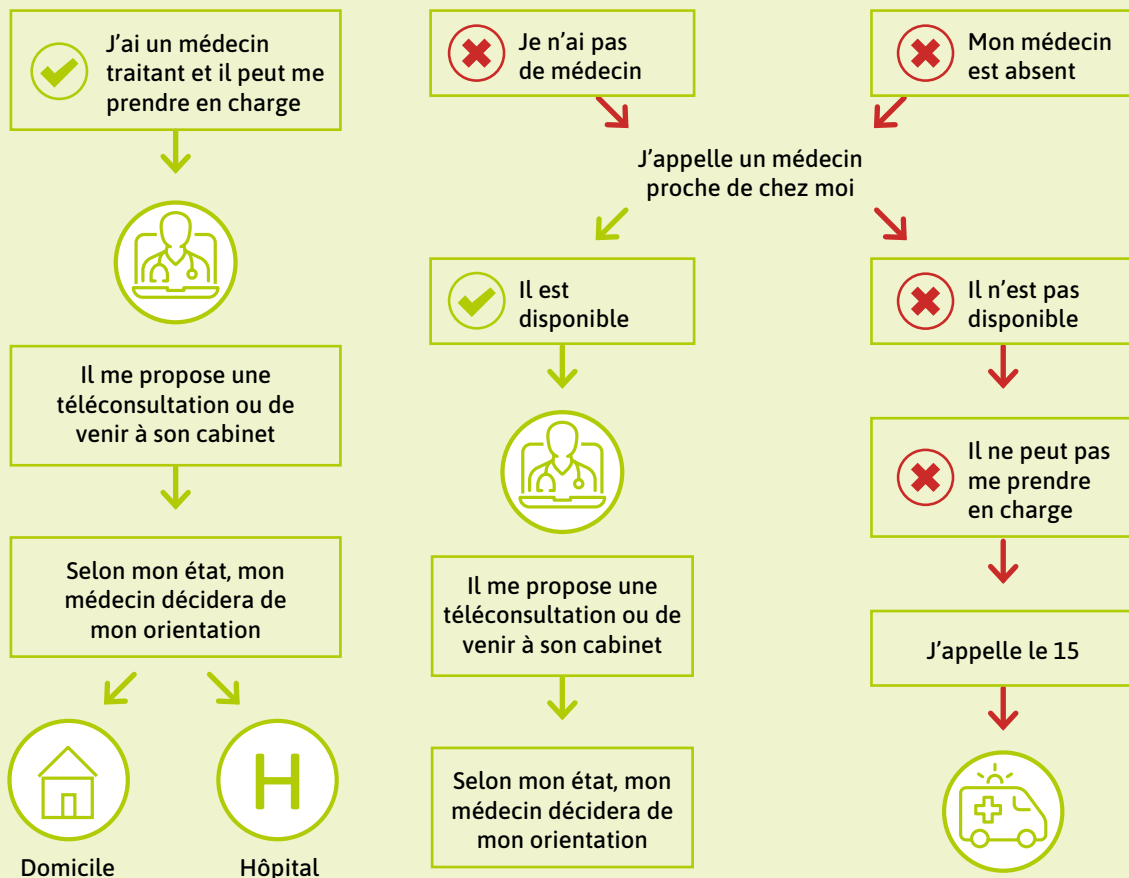 J'ai un médecin
traitant et il peut me
prendre en charge
Je n'ai pas
de médecin
Mon médecin
est absent
J'appelle un médecin
proche de chez moi
Il est
disponible
Il n'est pas
disponible
Il me propose une
téléconsultation ou de
venir à son cabinet
Il ne peut pas
me prendre
en charge
Selon mon état, mon
médecin décidera de
mon orientation
Il me propose une
téléconsultation ou de
venir à son cabinet
J'appelle le 15
H
Domicile
Hôpital
Selon mon état, mon
médecin décidera de
mon orientation